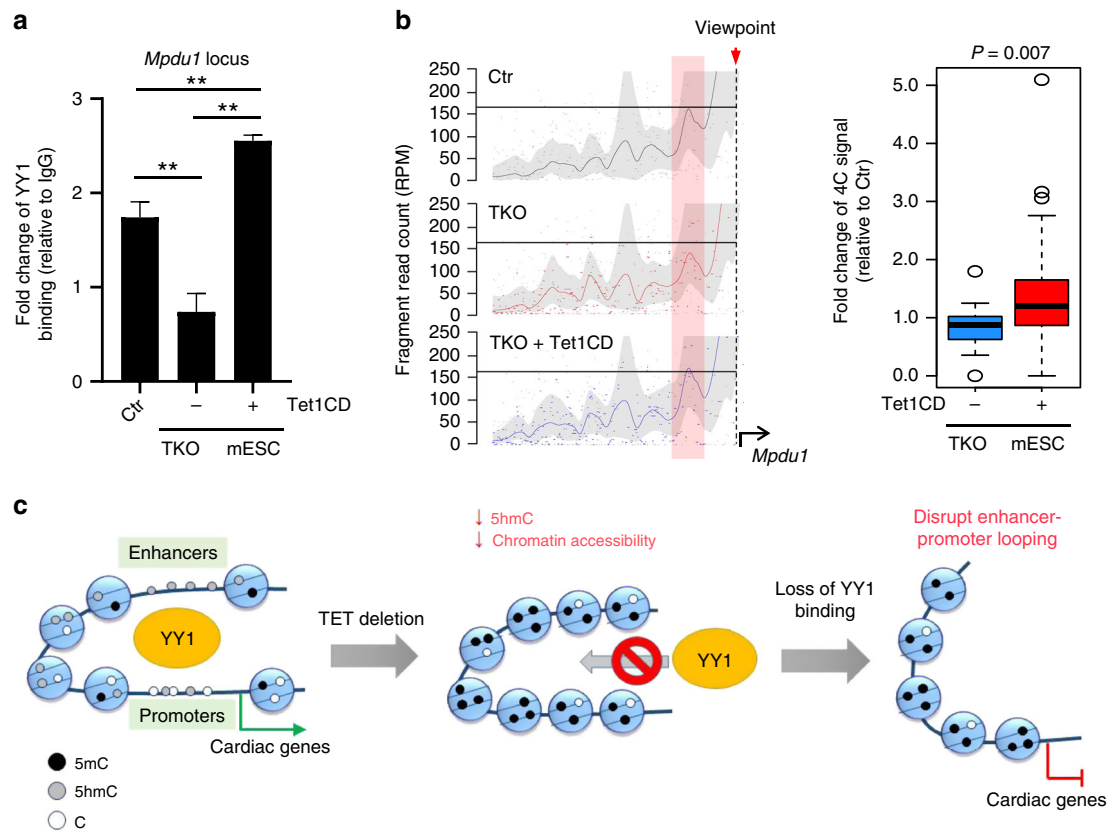 a
Mpdu1 locus
**
**
**
3
2
1
0
Fold change of YY1
binding (relative to IgG)
Ctr
−
+
Tet1CD
TKO
mESC
b
Viewpoint
Fragment read count (RPM)
250
200
150
100
50
0
Ctr
250
200
150
100
50
0
TKO
250
200
150
100
50
0
TKO + Tet1CD
Mpdu1
P = 0.007
Fold change of 4C signal
(relative to Ctr)
5.0
4.0
3.0
2.0
1.0
0.0
Tet1CD
−
+
TKO
mESC
c
Enhancers
YY1
Promoters
Cardiac genes
5mC
5hmC
C
TET deletion
↓ 5hmC
↓ Chromatin accessibility
YY1
Loss of YY1
binding
Disrupt enhancer-
promoter looping
Cardiac genes